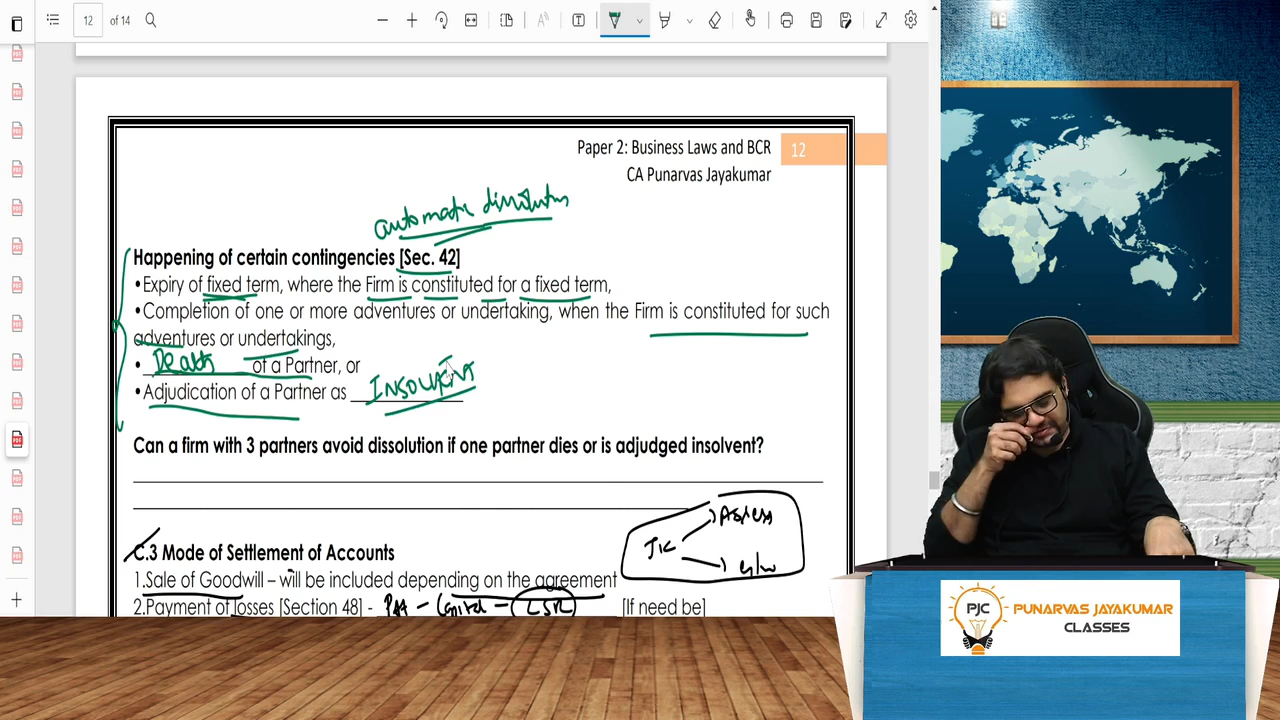 12 of 14
Paper 2: Business Laws and BCR 12
CA Punarvas Jayakumar
automatic dissolution
Happening of certain contingencies [Sec. 42]
•Expiry of fixed term, where the Firm is constituted for a fixed term,
•Completion of one or more adventures or undertaking, when the Firm is constituted for such
adventures or undertakings,
• Death of a Partner, or
•Adjudication of a Partner as INSOLVENT
Can a firm with 3 partners avoid dissolution if one partner dies or is adjudged insolvent?
C.3 Mode of Settlement of Accounts
1.Sale of Goodwill – will be included depending on the agreement
2.Payment of losses [Section 48] - Capital - [If need be]
PJC PUNARVAS JAYAKUMAR
CLASSES